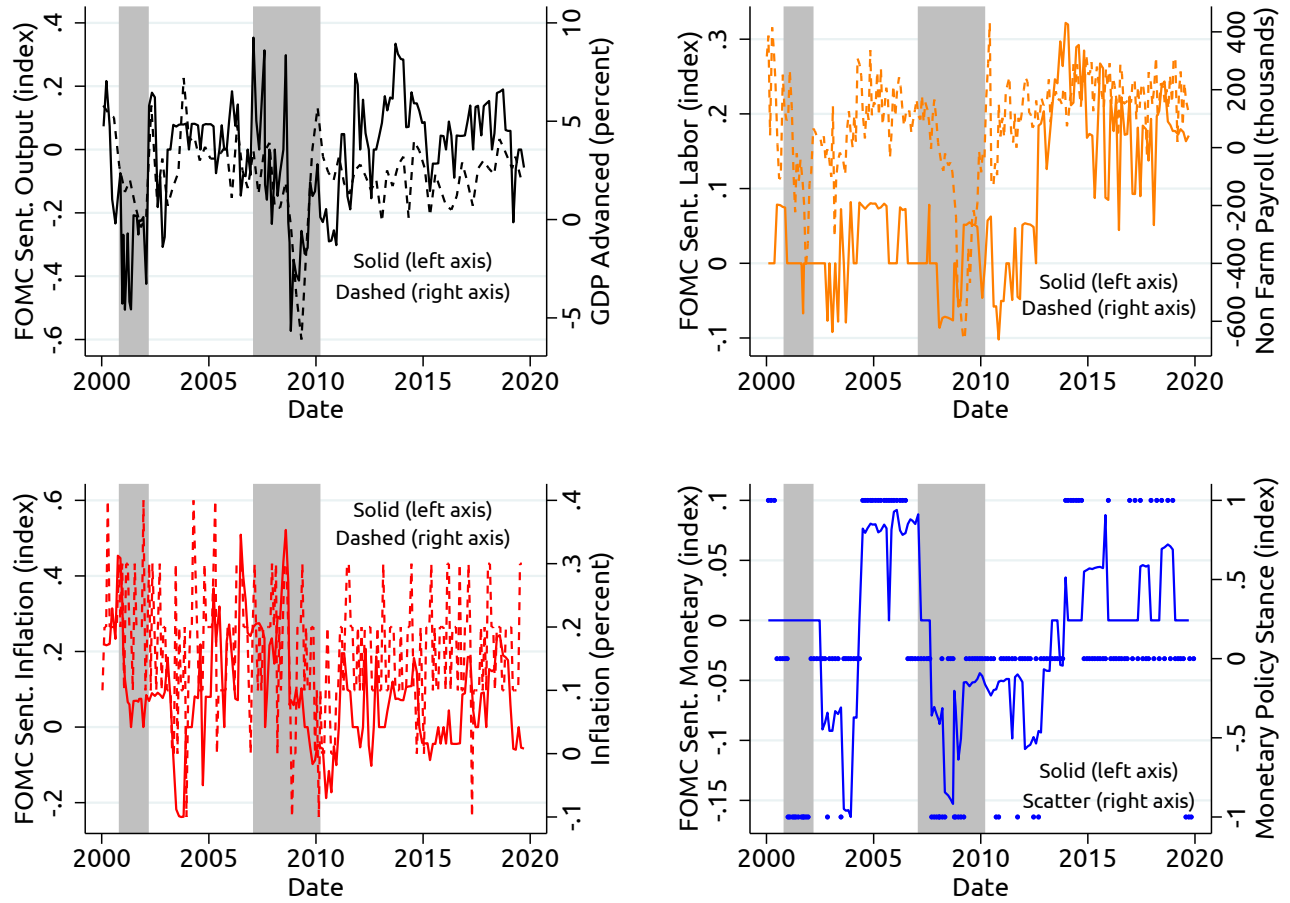 FOMC Sent. Output (index)
-.6 -.4 -.2 0 .2 .4
Solid (left axis)
Dashed (right axis)
-5 0 5 10
GDP Advanced (percent)
2000 2005 2010 2015 2020
Date
FOMC Sent. Labor (index)
-.1 0 .1 .2 .3
Solid (left axis)
Dashed (right axis)
-600 -400 -200 0 200 400
Non Farm Payroll (thousands)
2000 2005 2010 2015 2020
Date
FOMC Sent. Inflation (index)
-.2 0 .2 .4 .6
Solid (left axis)
Dashed (right axis)
-.1 0 .1 .2 .3 .4
Inflation (percent)
2000 2005 2010 2015 2020
Date
FOMC Sent. Monetary (index)
-.15 -.1 -.05 0 .05 .1
Solid (left axis)
Scatter (right axis)
-1 -.5 0 .5 1
Monetary Policy Stance (index)
2000 2005 2010 2015 2020
Date